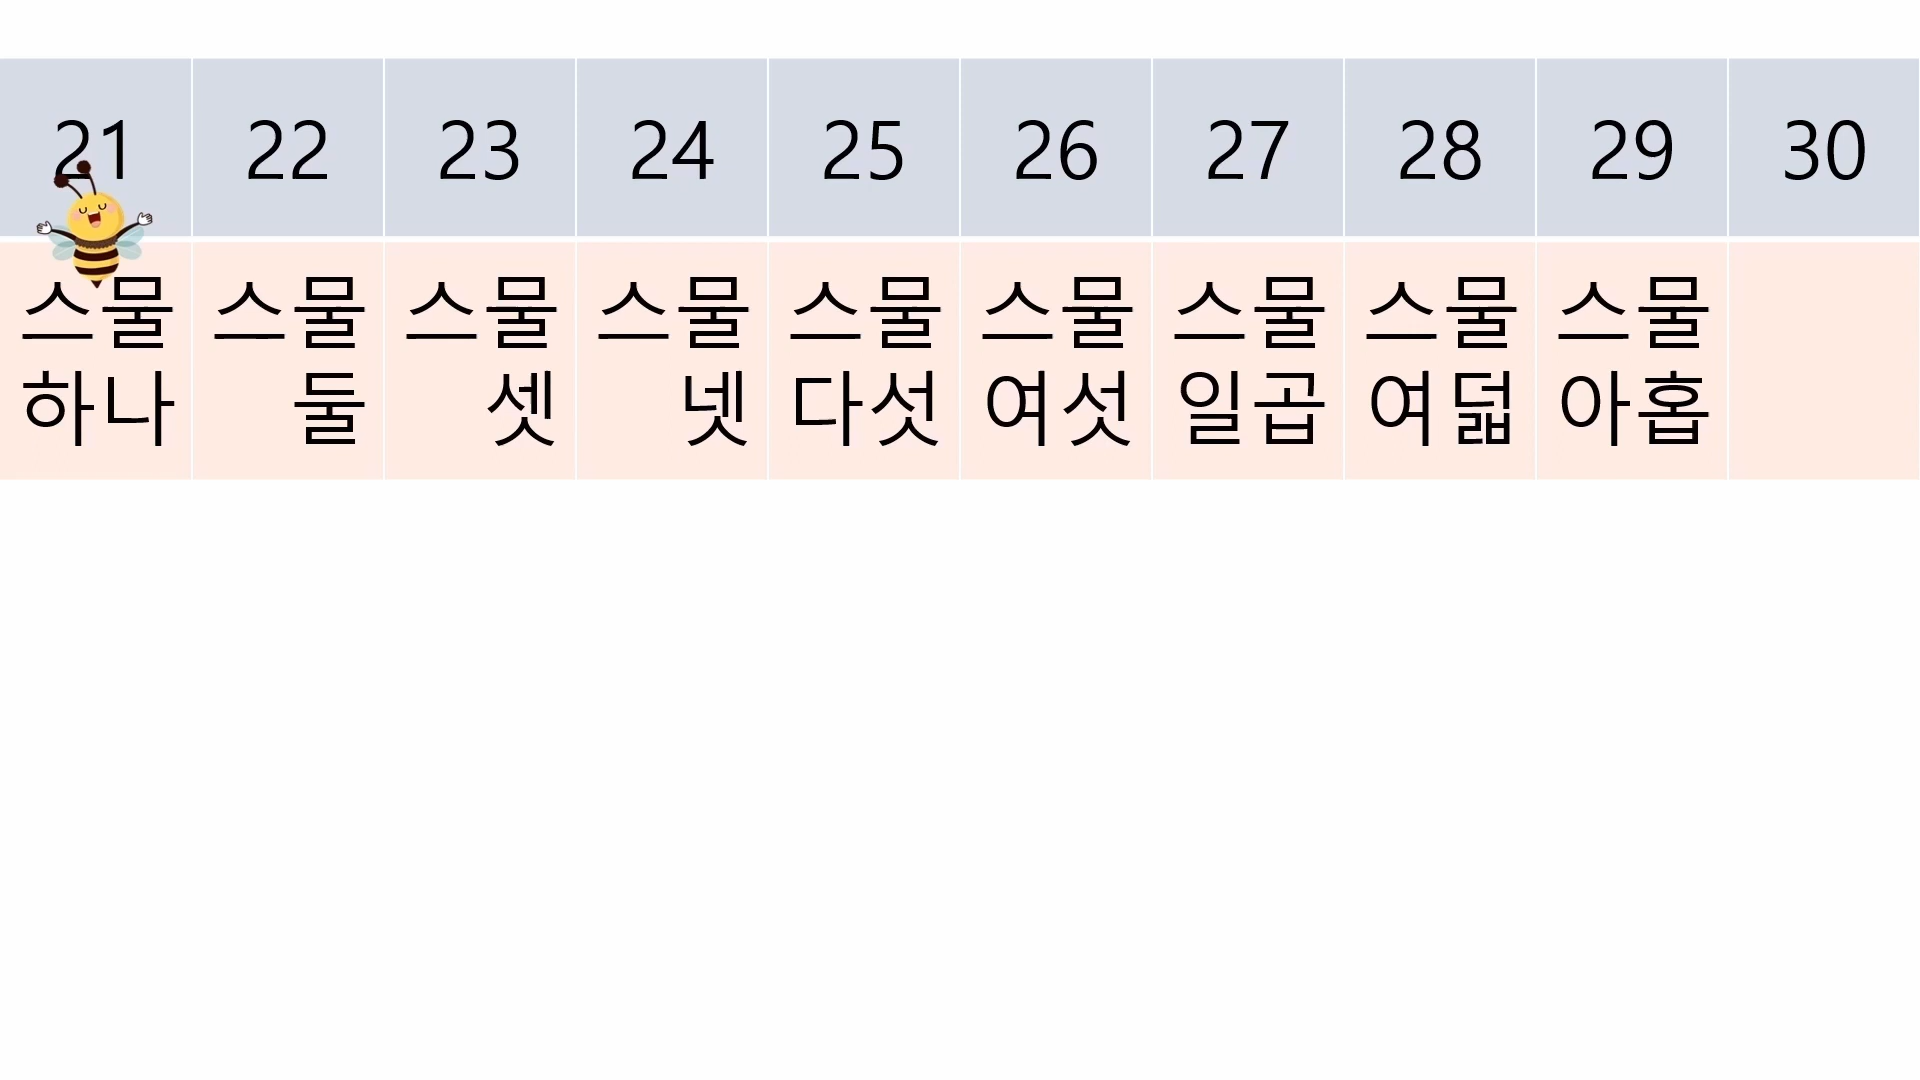 21 22 23 24 25 26 27 28 29 30
스물 스물 스물 스물 스물 스물 스물 스물 스물
하나 둘 셋 넷 다섯 여섯 일곱 여덟 아홉